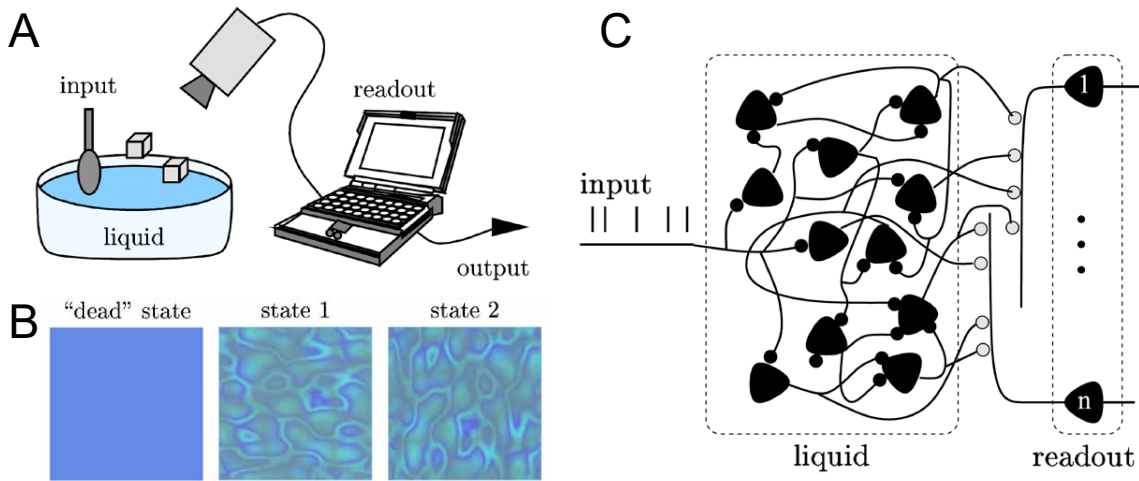 A
input
readout
liquid
output
B
“dead” state
state 1
state 2
C
input
1
n
liquid
readout